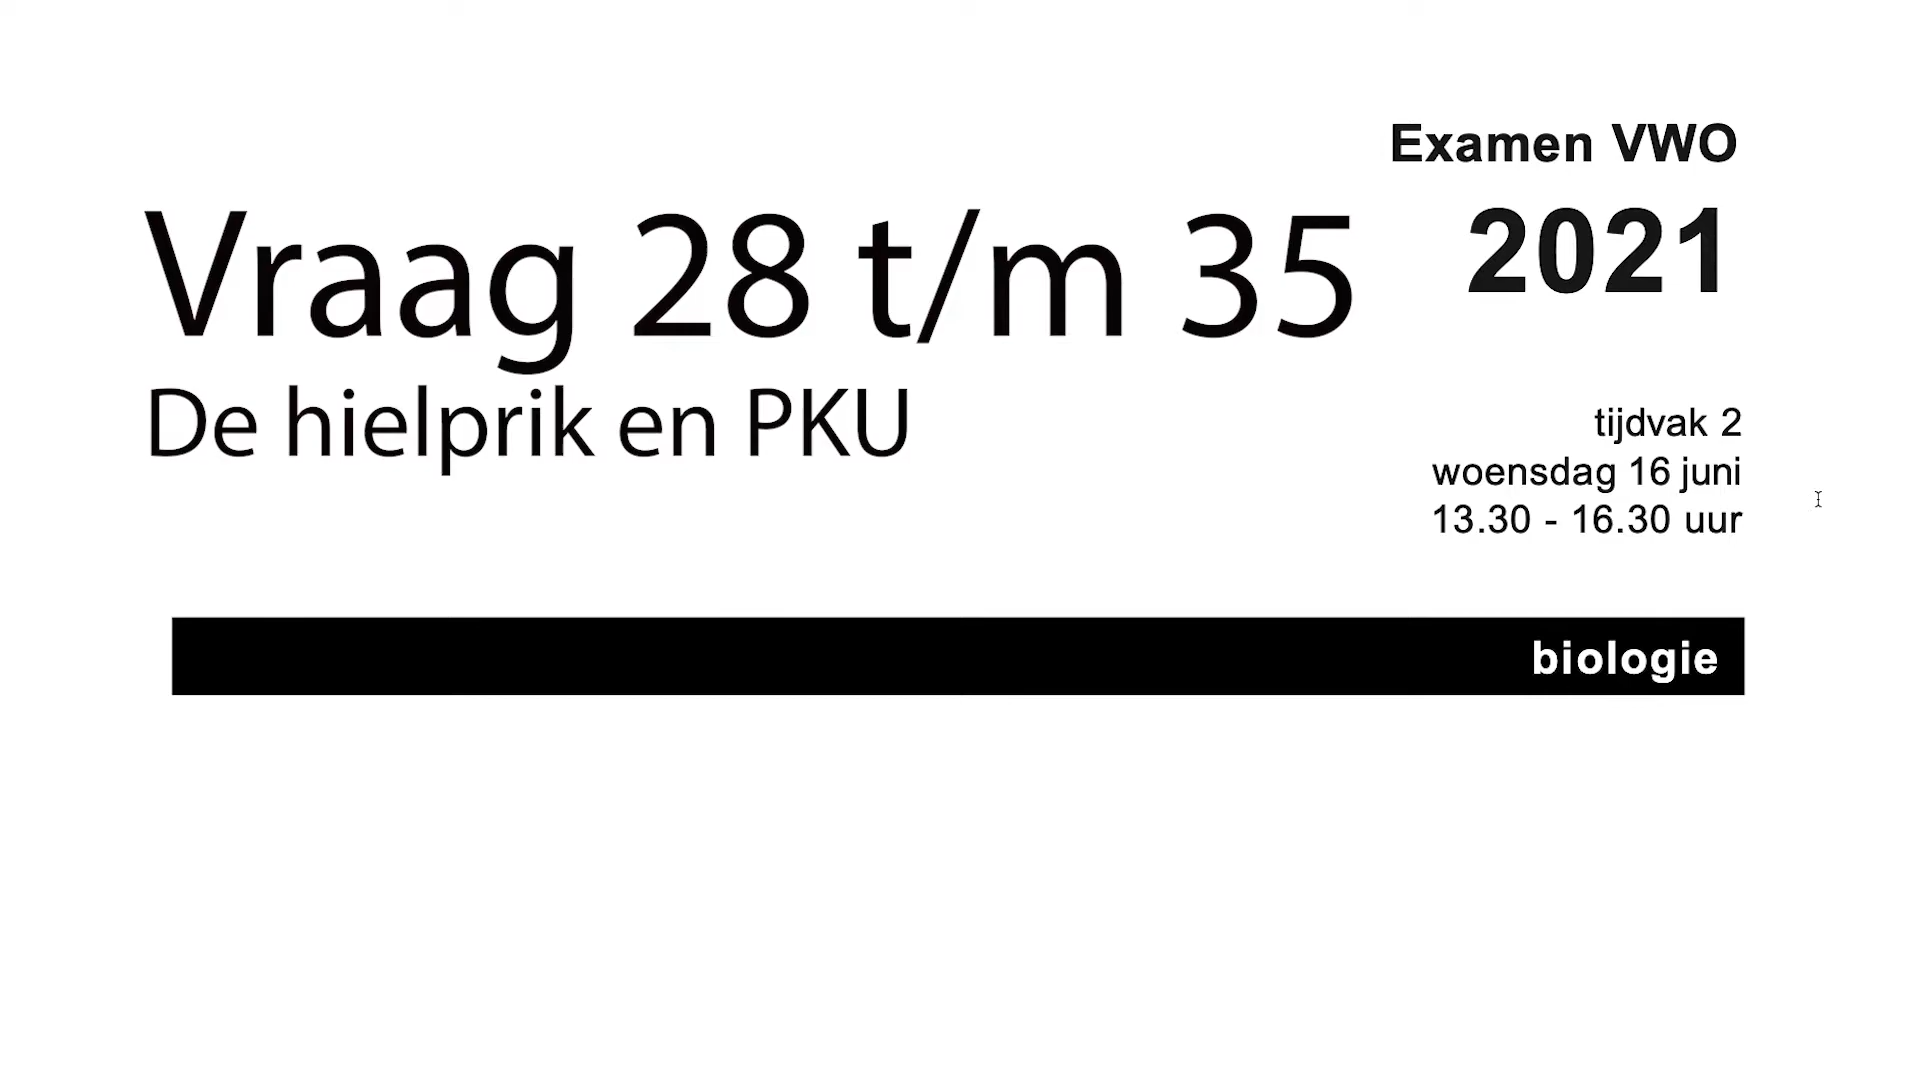 Examen VWO
2021
Vraag 28 t/m 35
De hielprik en PKU
tijdvak 2
woensdag 16 juni
13.30 - 16.30 uur
biologie